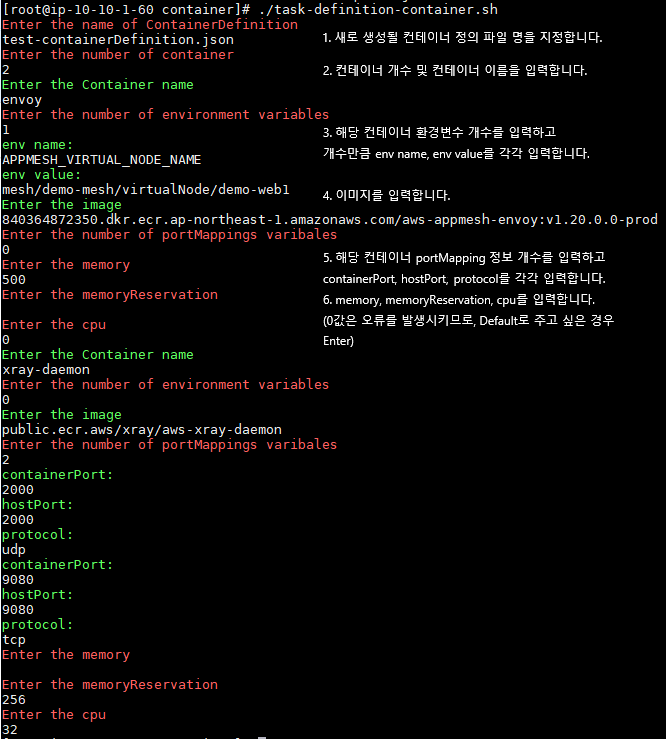 [root@ip-10-10-1-60 container]# ./task-definition-container.sh
Enter the name of ContainerDefinition
test-containerDefinition.json
1. 새로 생성될 컨테이너 정의 파일 명을 지정합니다.
Enter the number of container
2
2. 컨테이너 개수 및 컨테이너 이름을 입력합니다.
Enter the Container name
envoy
Enter the number of environment variables
1
3. 해당 컨테이너 환경변수 개수를 입력하고
env name:
개수만큼 env name, env value를 각각 입력합니다.
APPMESH_VIRTUAL_NODE_NAME
env value:
mesh/demo-mesh/virtualNode/demo-web1
4. 이미지를 입력합니다.
Enter the image
840364872350.dkr.ecr.ap-northeast-1.amazonaws.com/aws-appmesh-envoy:v1.20.0.0-prod
Enter the number of portMappings varibales
0
5. 해당 컨테이너 portMapping 정보 개수를 입력하고
Enter the memory
500
containerPort, hostPort, protocol를 각각 입력합니다.
Enter the memoryReservation
6. memory, memoryReservation, cpu를 입력합니다.
(0값은 오류를 발생시키므로, Default로 주고 싶은 경우
Enter the cpu
0
Enter)
Enter the Container name
xray-daemon
Enter the number of environment variables
0
Enter the image
public.ecr.aws/xray/aws-xray-daemon
Enter the number of portMappings varibales
2
containerPort:
2000
hostPort:
2000
protocol:
udp
containerPort:
9080
hostPort:
9080
protocol:
tcp
Enter the memory
Enter the memoryReservation
256
Enter the cpu
32